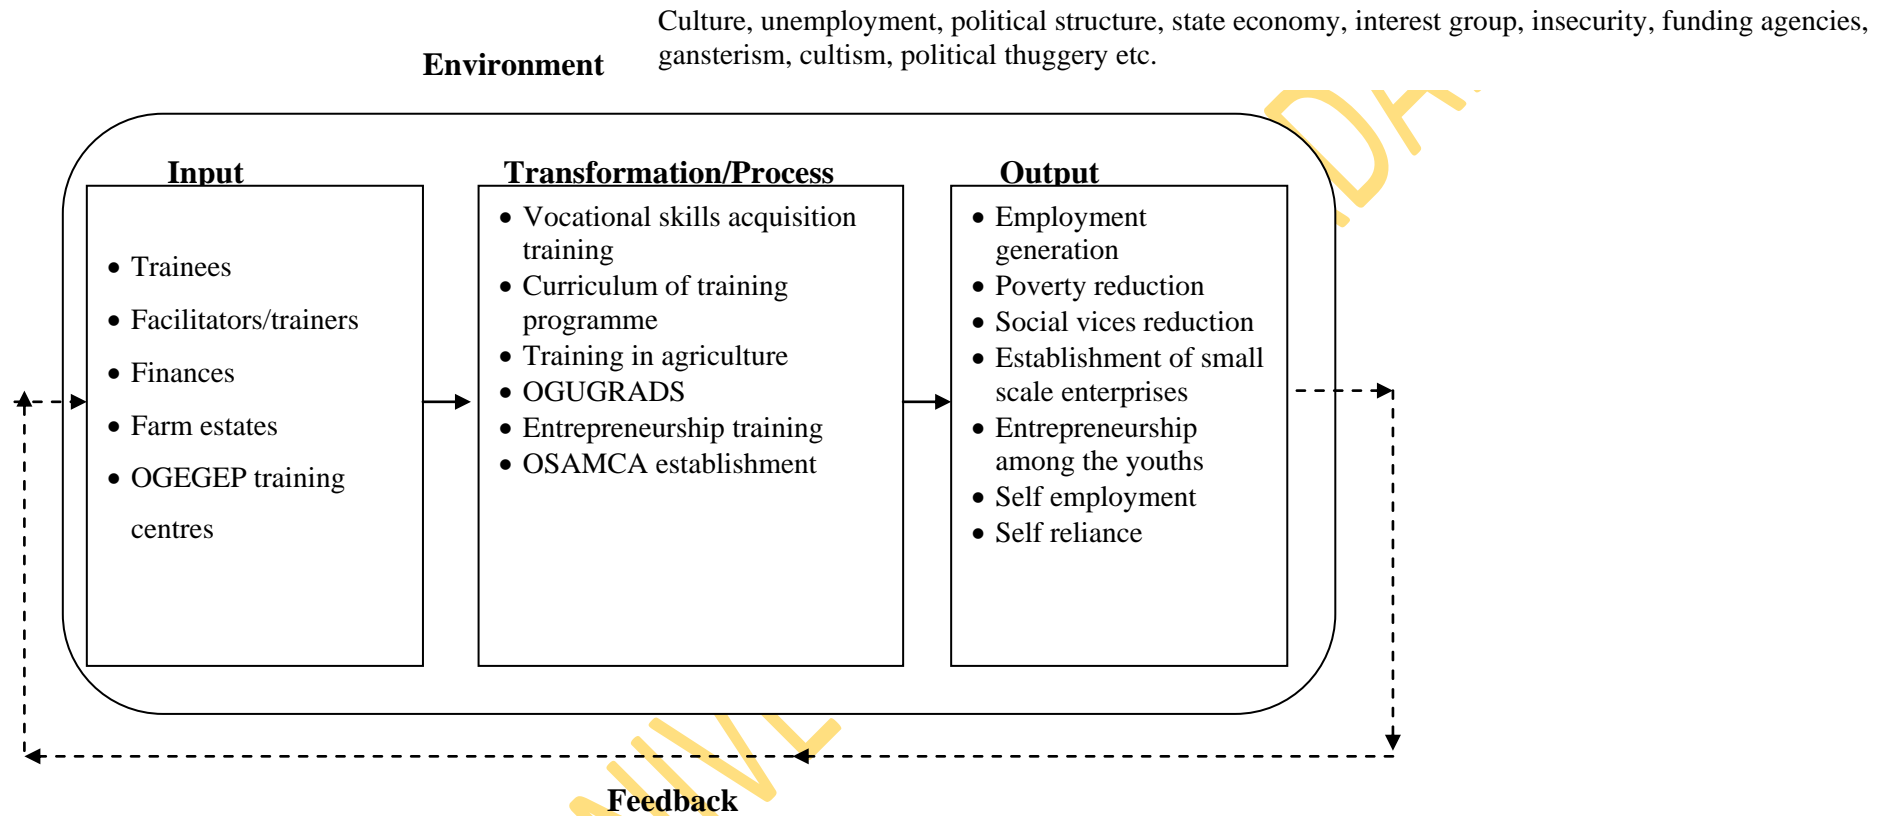 Culture, unemployment, political structure, state economy, interest group, insecurity, funding agencies,
gansterism, cultism, political thuggery etc.
Environment
Input
• Trainees
• Facilitators/trainers
• Finances
• Farm estates
• OGEGEP training
centres
Transformation/Process
• Vocational skills acquisition
training
• Curriculum of training
programme
• Training in agriculture
• OGUGRADS
• Entrepreneurship training
• OSAMCA establishment
Output
• Employment
generation
• Poverty reduction
• Social vices reduction
• Establishment of small
scale enterprises
• Entrepreneurship
among the youths
• Self employment
• Self reliance
Feedback